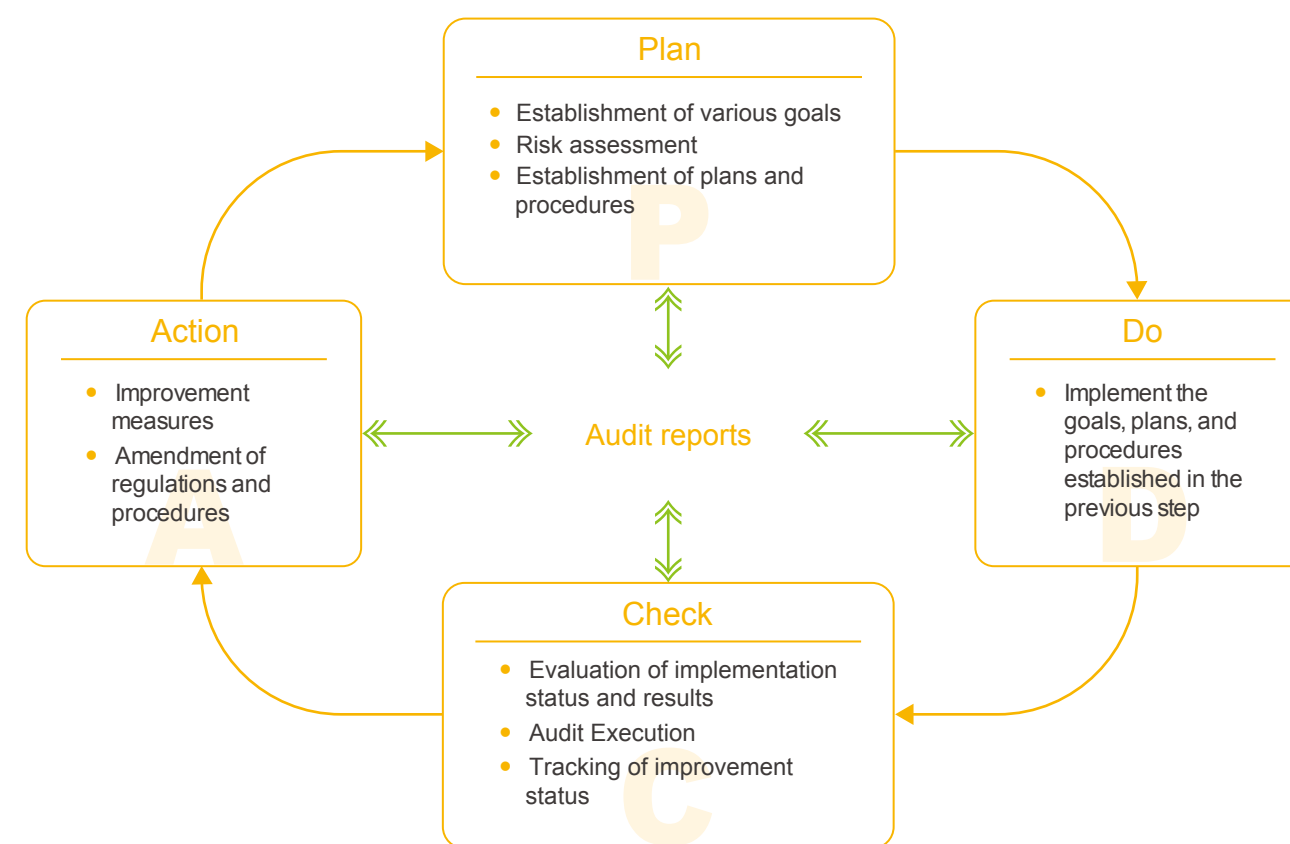 Plan
• Establishment of various goals
• Risk assessment
• Establishment of plans and
procedures
P
Action
• Improvement
measures
• Amendment of
regulations and
procedures
A
Audit reports
Do
• Implement the
goals, plans, and
procedures
established in the
previous step
D
Check
• Evaluation of implementation
status and results
• Audit Execution
• Tracking of improvement
status
C